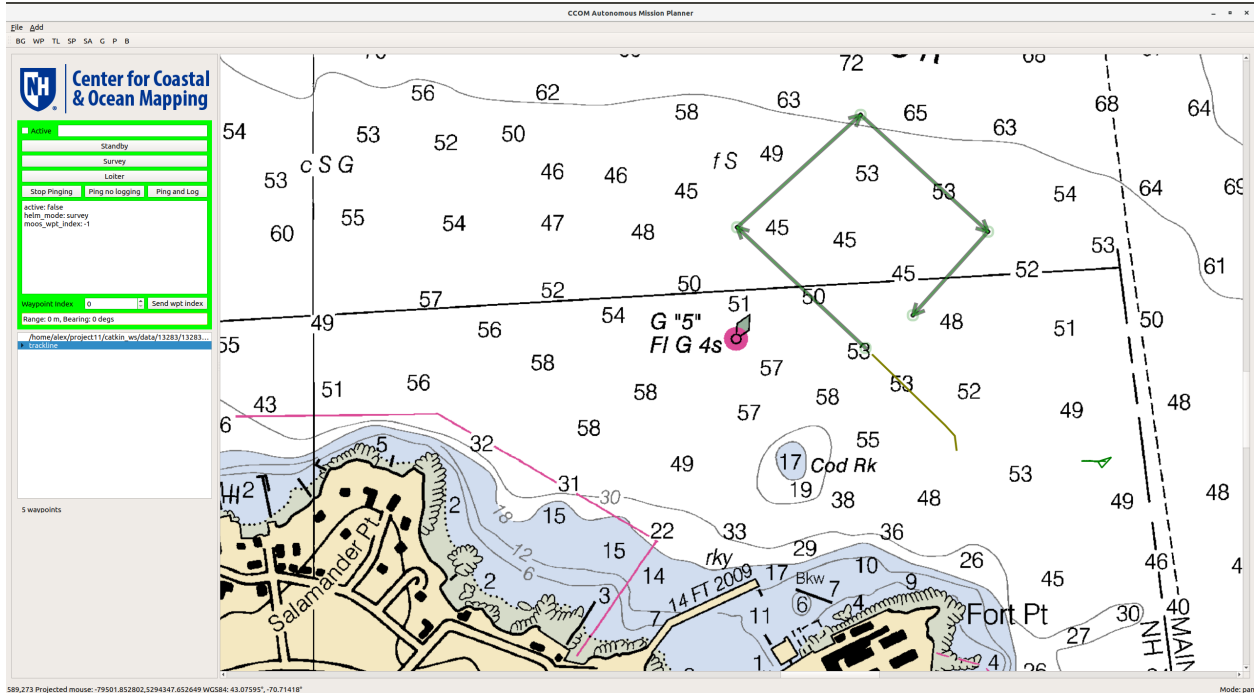 CCOM Autonomous Mission Planner
File Add
BG WP TL SP SA G P B
NH
Center for Coastal
& Ocean Mapping
Active
Standby
Survey
Loiter
Stop Pinging Ping no logging Ping and Log
active: false
helm_mode: survey
moos_wpt_index: -1
Waypoint Index 0 Send wpt index
Range: 0 m, Bearing: 0 degs
/home/alex/project11/catkin_ws/data/13283/13283...
trackline
5 waypoints
72 68
56 62 58 63 65 68 64
54 53 52 50 63
c S G f S 49
53 46 46 45 53 53 54 64 69
60 55 54 47 48 45 45 53
61
57 52 50 45 52
49 56 54 51 50 48 51 50
G "5"
Fl G 4s
55 53
58 57 53 52
51 56 58 58 49 48
43 57
6 32 58 55
49 17 Cod Rk 53
5 31 30 19 38 48 49 48
2 2 18 15 22 33 36
12 15 rky 29 26 46 4
6 14 17 10 45
Salamander Pt
2 3 7 14 FT 2009 Bkw 7 9
11 6 4 Fort Pt 30 40
1 27
4 26
NH
MAIN
589,273 Projected mouse: -79501.852802,5294347.652649 WGS84: 43.07595°, -70.71418° Mode: pan